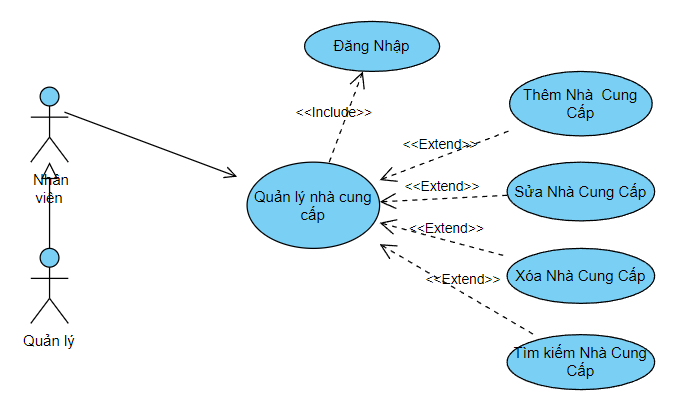 Đăng Nhập
<<Include>>
Thêm Nhà Cung
Cấp
<<Extend>>
Nhân
viên
Quản lý nhà cung
cấp
<<Extend>>
Sửa Nhà Cung Cấp
<<Extend>>
Xóa Nhà Cung Cấp
<<Extend>>
Quản lý
Tìm kiếm Nhà Cung
Cấp